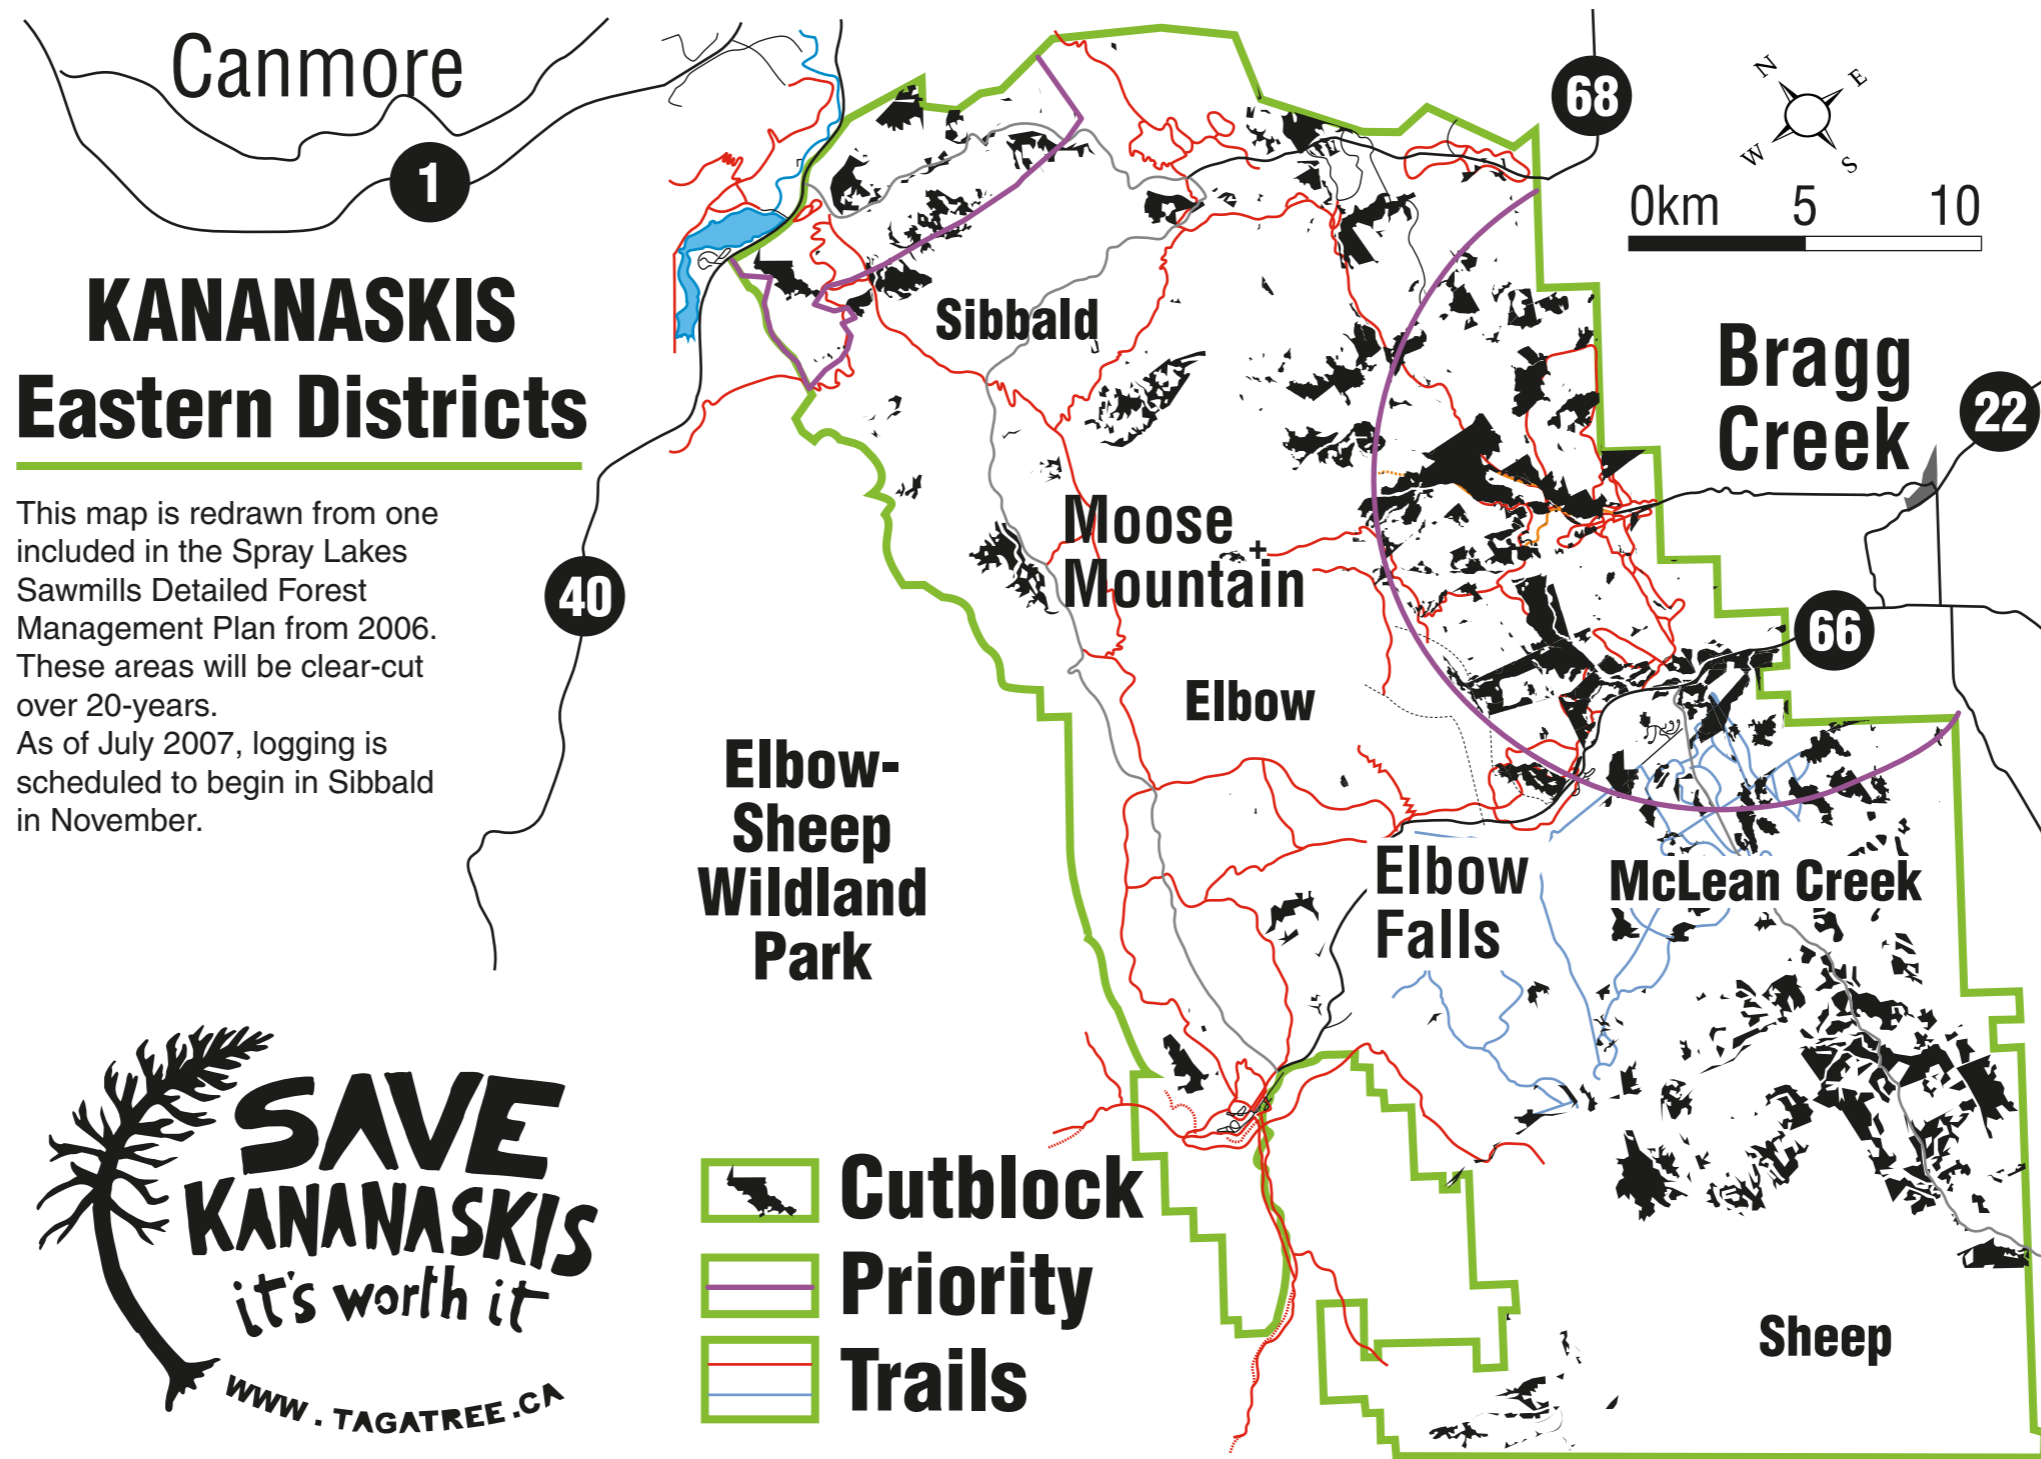 Canmore
1
KANANASKIS
Eastern Districts
This map is redrawn from one
included in the Spray Lakes
Sawmills Detailed Forest
Management Plan from 2006.
These areas will be clear-cut
over 20-years.
As of July 2007, logging is
scheduled to begin in Sibbald
in November.
40
68
N
E
W
S
0km 5 10
Sibbald
Bragg
Creek
22
Moose
Mountain
+
66
Elbow
Elbow-
Sheep
Wildland
Park
Elbow
Falls
McLean Creek
Sheep
SAVE
KANANASKIS
it's worth it
WWW.TAGATREE.CA
Cutblock
Priority
Trails